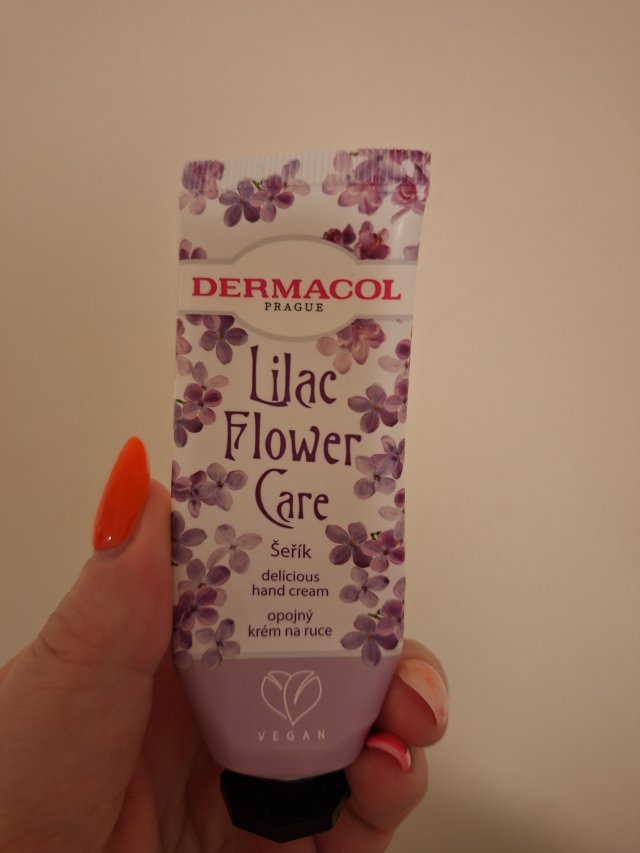 DERMACOL
PRAGUE
Lilac
Flower
Care
Šeřík
delicious
hand cream
opojný
krém na ruce
VEGAN